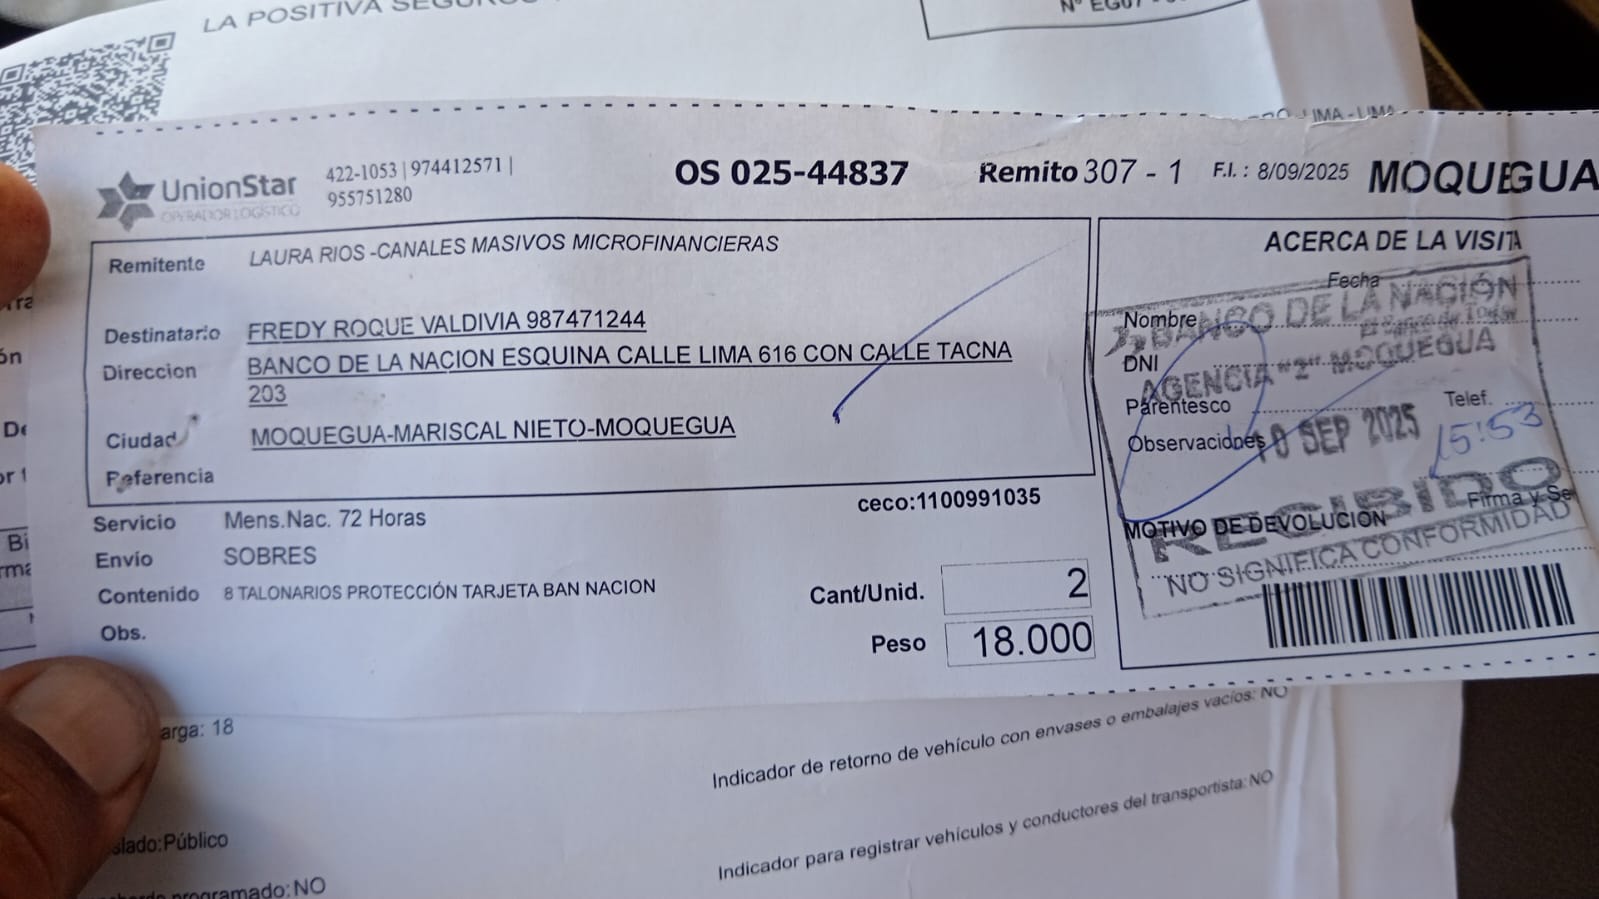 LA POSITIVA
N° EG07
LIMA - LIMA
UnionStar
OPERADOR LOGÍSTICO
422-1053 | 974412571 |
955751280
OS 025-44837
Remito 307 - 1
F.I. : 8/09/2025
MOQUEGUA
Remitente LAURA RIOS -CANALES MASIVOS MICROFINANCIERAS
Destinatario FREDY ROQUE VALDIVIA 987471244
Direccion BANCO DE LA NACION ESQUINA CALLE LIMA 616 CON CALLE TACNA
203
Ciudad MOQUEGUA-MARISCAL NIETO-MOQUEGUA
Referencia
ceco:1100991035
Servicio Mens.Nac. 72 Horas
Envío SOBRES
Contenido 8 TALONARIOS PROTECCIÓN TARJETA BAN NACION
Obs.
Cant/Unid. 2
Peso 18.000
ACERCA DE LA VISITA
Fecha
Nombre
DNI
Parentesco
Telef.
Observaciones
Firma y Se
MOTIVO DE DEVOLUCIÓN
BANCO DE LA NACIÓN
AGENCIA "2" MOQUEGUA
SEP 2025
15:53
RECIBIDO
NO SIGNIFICA CONFORMIDAD
arga: 18
Indicador de retorno de vehículo con envases o embalajes vacíos: NO
slado:Público
Indicador para registrar vehículos y conductores del transportista:NO
programado:NO